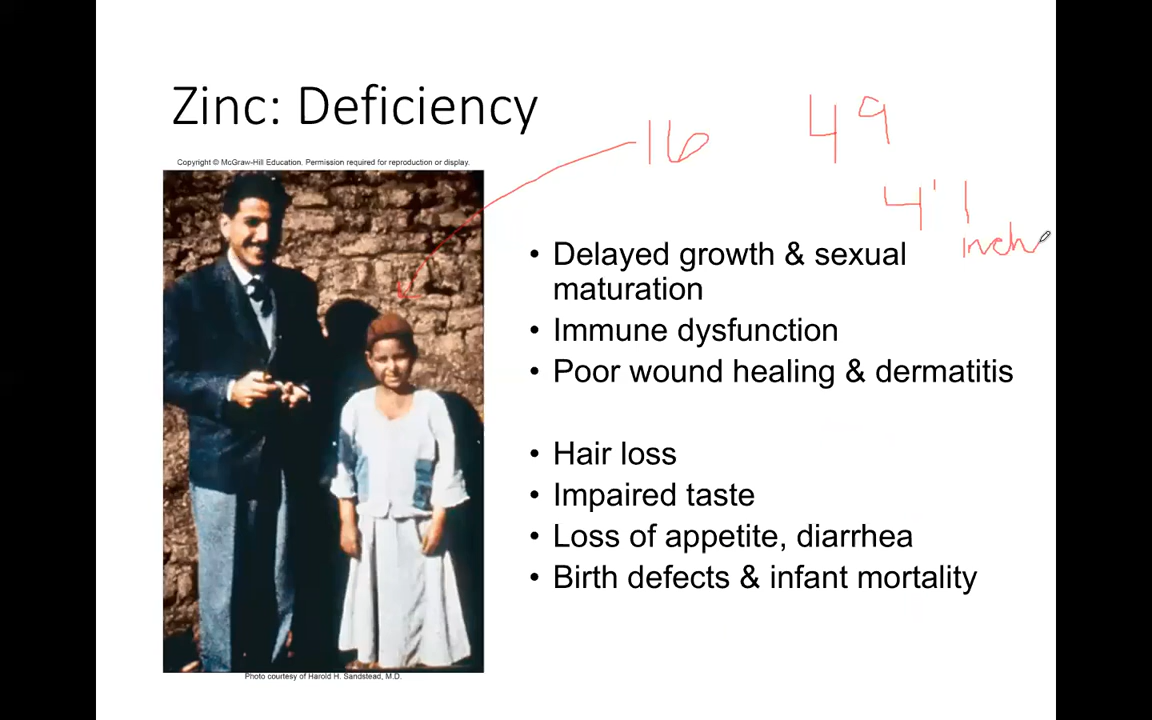 Zinc: Deficiency
16
49
4' 1
inch
Copyright © McGraw-Hill Education. Permission required for reproduction or display.
• Delayed growth & sexual
maturation
• Immune dysfunction
• Poor wound healing & dermatitis
• Hair loss
• Impaired taste
• Loss of appetite, diarrhea
• Birth defects & infant mortality
Photo courtesy of Harold H. Sandstead, M.D.